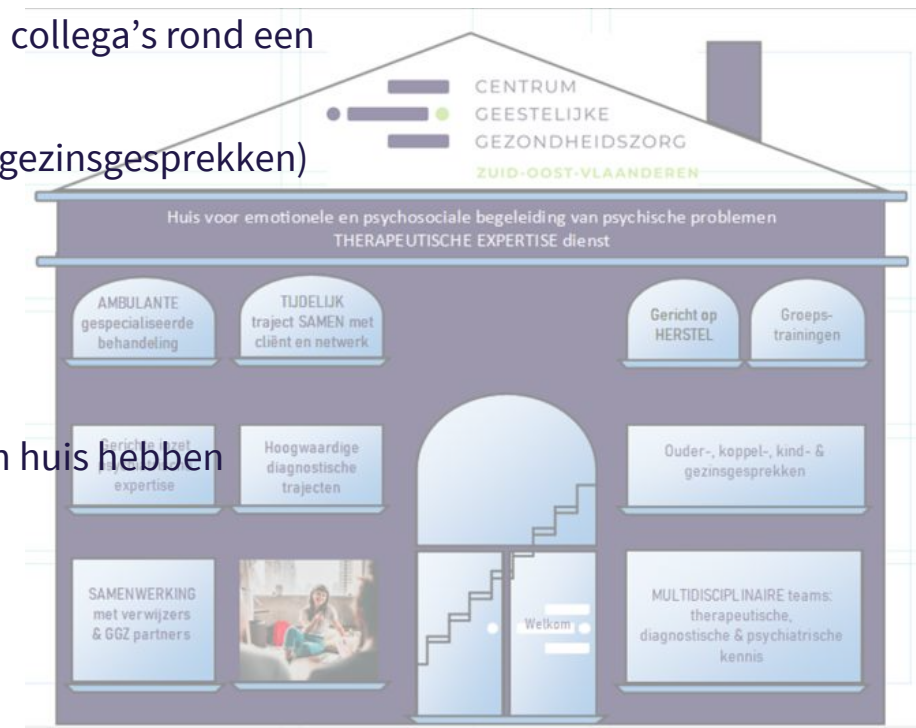 collega's rond een
CENTRUM
GEESTELIJKE
GEZONDHEIDSZORG
ZUID-OOST-VLAANDEREN
gezinsgesprekken)
Huis voor emotionele en psychosociale begeleiding van psychische problemen
THERAPEUTISCHE EXPERTISE dienst
AMBULANTE
gespecialiseerde
behandeling
TIJDELIJK
traject SAMEN met
cliënt en netwerk
Gericht op
HERSTEL
Groeps-
trainingen
huis hebben
Gerichte inzet
expertise
Hoogwaardige
diagnostische
trajecten
Ouder-, koppel-, kind- &
gezinsgesprekken
SAMENWERKING
met verwijzers
& GGZ partners
Welkom
MULTIDISCIPLINAIRE teams:
therapeutische,
diagnostische & psychiatrische
kennis